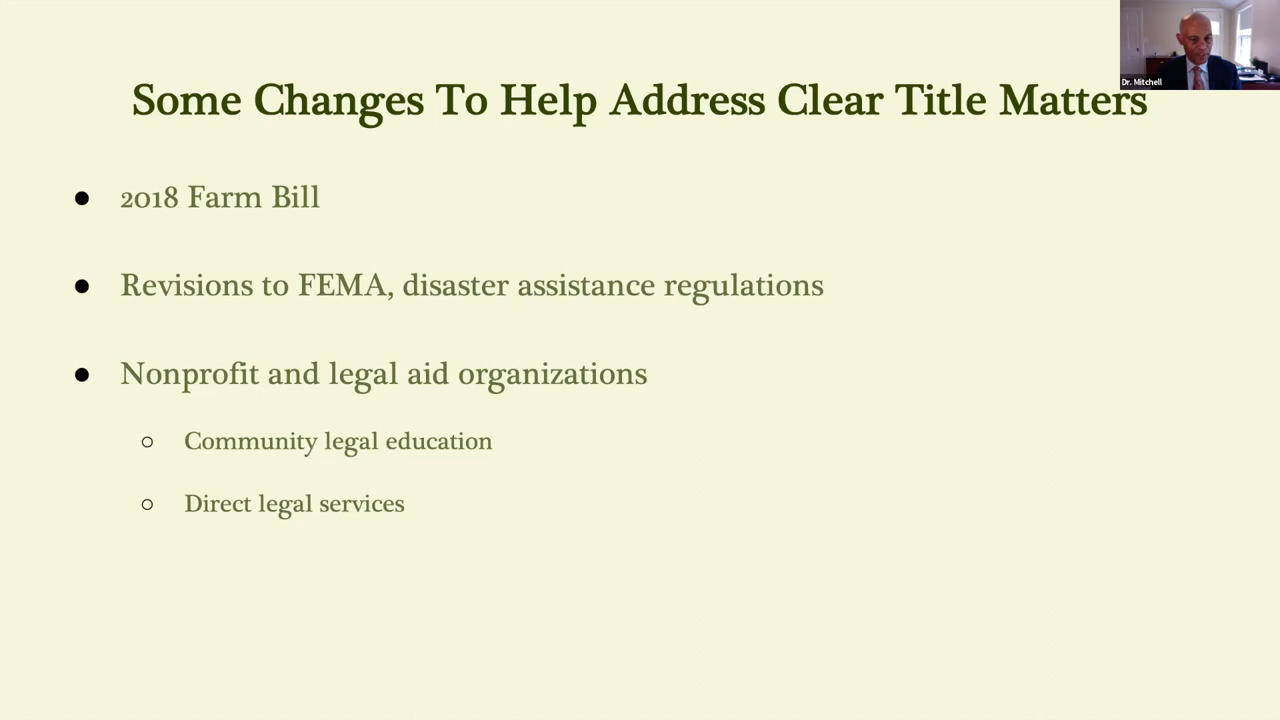 Dr. Mitchell
Some Changes To Help Address Clear Title Matters
● 2018 Farm Bill
● Revisions to FEMA, disaster assistance regulations
● Nonprofit and legal aid organizations
○ Community legal education
○ Direct legal services